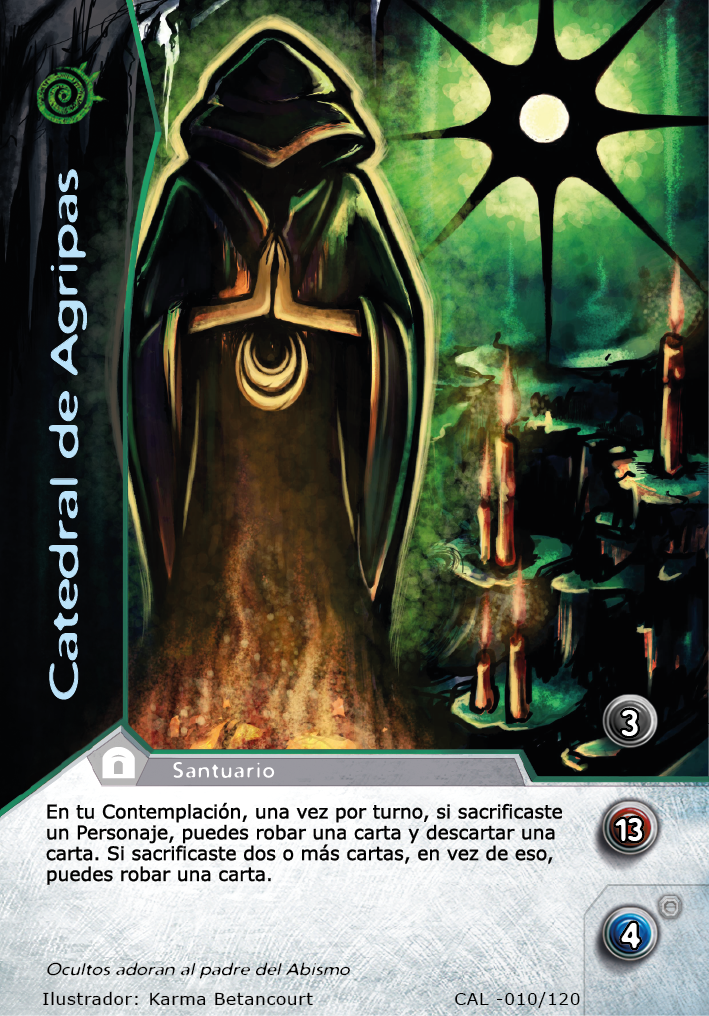 Catedral de Agripas
3
Santuario
En tu Contemplación, una vez por turno, si sacrificaste
un Personaje, puedes robar una carta y descartar una
carta. Si sacrificaste dos o más cartas, en vez de eso,
puedes robar una carta.
13
4
Ocultos adoran al padre del Abismo
Ilustrador: Karma Betancourt CAL -010/120